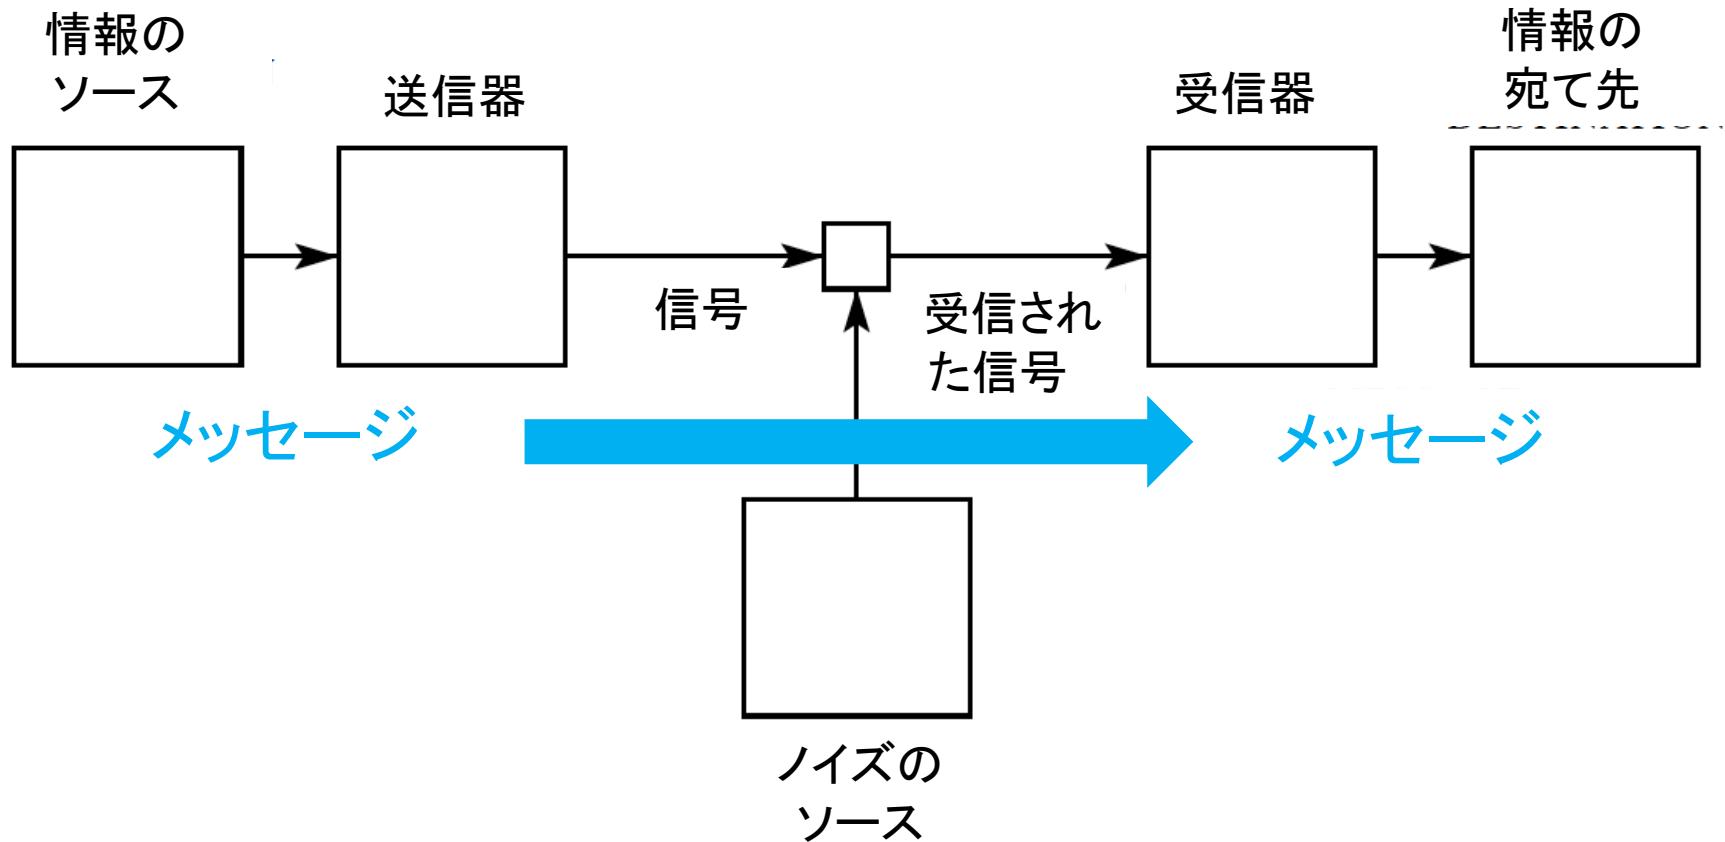 情報の
ソース
送信器
受信器
情報の
宛て先
信号
受信され
た信号
メッセージ
メッセージ
ノイズの
ソース